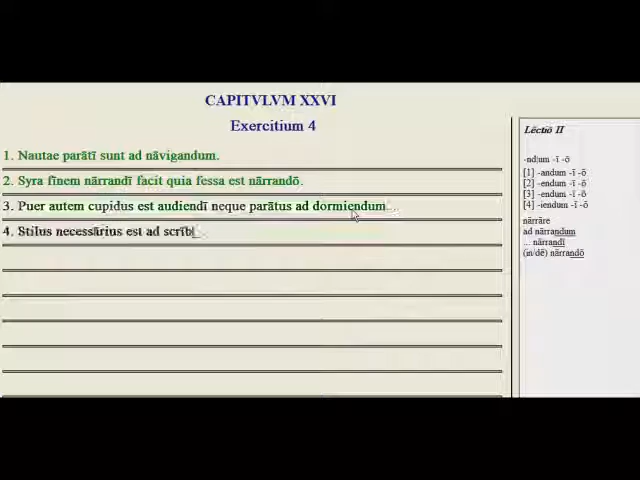 CAPITVLVM XXVI
Exercitium 4
1. Nautae parātī sunt ad nāvigandum.
2. Syra fīnem nārrandī facit quia fessa est nārrandō.
3. Puer autem cupidus est audiendī neque parātus ad dormiendum
4. Stilus necessārius est ad scrīb
Lēctiō II
-ndum -ī -ō
[1] -andum -ī -ō
[2] -endum -ī -ō
[3] -endum -ī -ō
[4] -iendum -ī -ō
nārrāre
ad nārrandum
... nārrandī
(in/dē) nārrandō